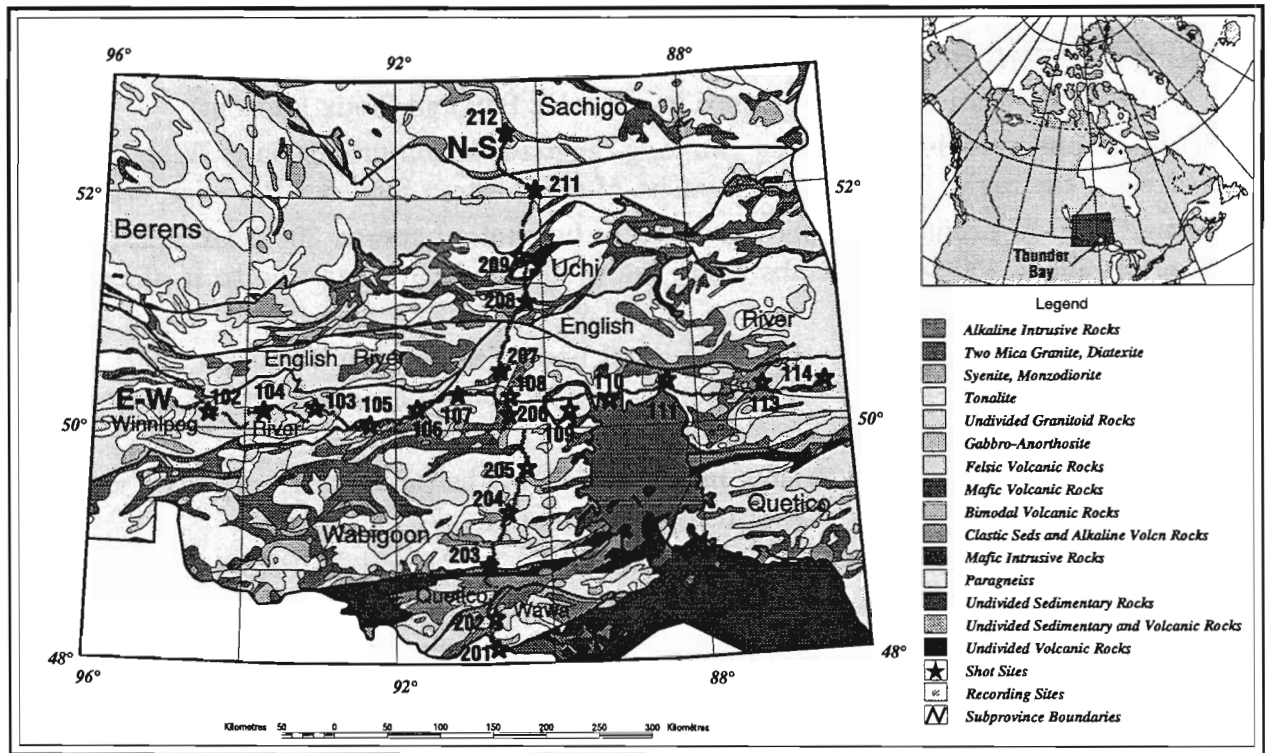 96°
92°
88°
Sachigo
212
N-S
211
52°
52°
Berens
209
Uchi
208
English
River
English River
207
E-W
102
104
103
105
106
107
108
206
109
110
111
113
114
Winnipeg
River
50°
50°
205
204
Quetico
Wabigoon
203
Quetico
Wawa
202
201
48°
48°
96°
92°
88°
Kilometres 50 0 50 100 150 200 250 300 Kilomètres
Thunder
Bay
Legend
Alkaline Intrusive Rocks
Two Mica Granite, Diatexite
Syenite, Monzodiorite
Tonalite
Undivided Granitoid Rocks
Gabbro-Anorthosite
Felsic Volcanic Rocks
Mafic Volcanic Rocks
Bimodal Volcanic Rocks
Clastic Seds and Alkaline Volcn Rocks
Mafic Intrusive Rocks
Paragneiss
Undivided Sedimentary Rocks
Undivided Sedimentary and Volcanic Rocks
Undivided Volcanic Rocks
Shot Sites
Recording Sites
Subprovince Boundaries